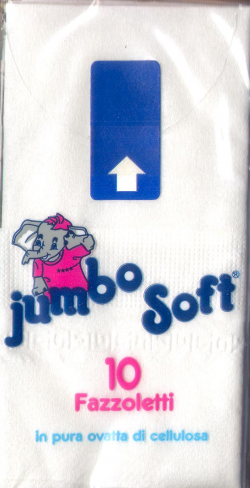 jumbo Soft®
10
Fazzoletti
in pura ovatta di cellulosa